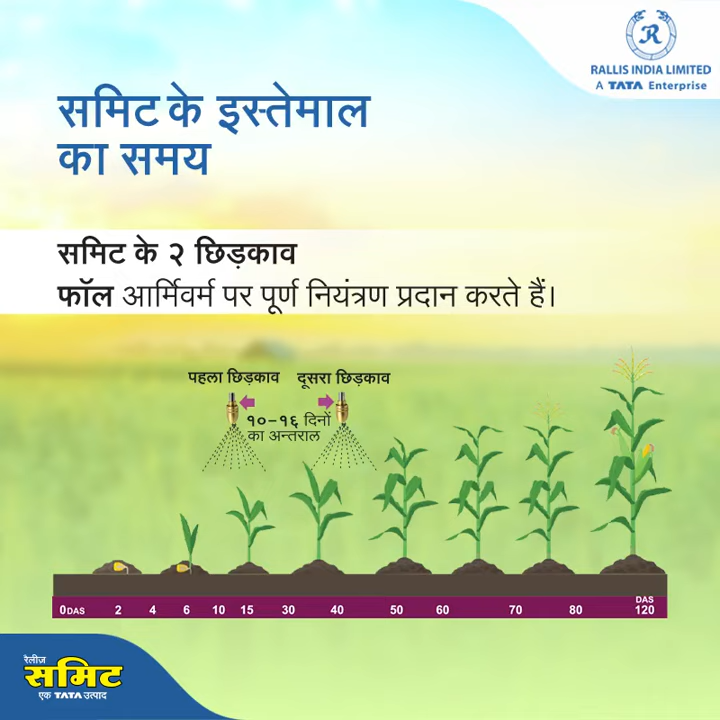 RALLIS INDIA LIMITED
A TATA Enterprise
समिट के इस्तेमाल
का समय
समिट के २ छिड़काव
फॉल आर्मिवर्म पर पूर्ण नियंत्रण प्रदान करते हैं।
पहला छिड़काव दूसरा छिड़काव
१०-१६ दिनों
का अन्तराल
0DAS 2 4 6 10 15 30 40 50 60 70 80 DAS 120
रैलीज़
समिट
एक TATA उत्पाद